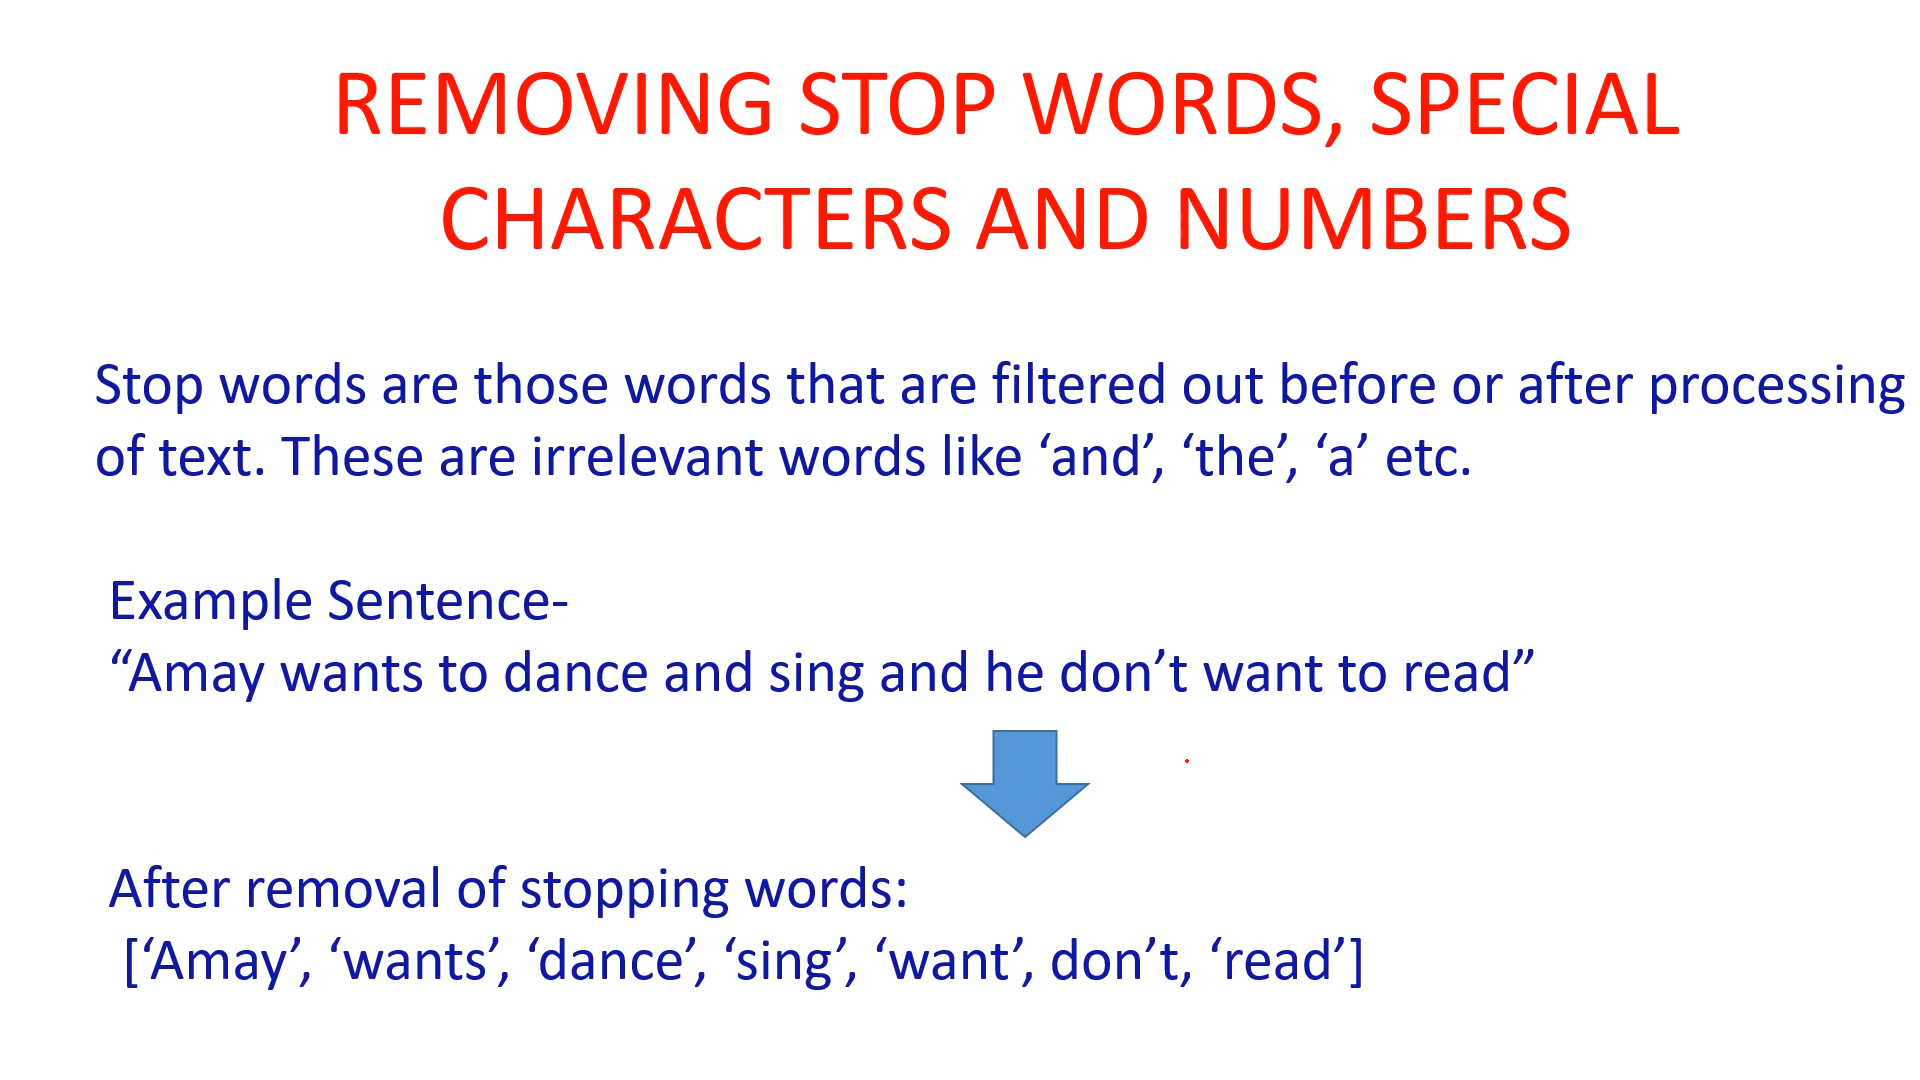 REMOVING STOP WORDS, SPECIAL
CHARACTERS AND NUMBERS
Stop words are those words that are filtered out before or after processing
of text. These are irrelevant words like ‘and’, ‘the’, ‘a’ etc.
Example Sentence-
“Amay wants to dance and sing and he don’t want to read”
After removal of stopping words:
[‘Amay’, ‘wants’, ‘dance’, ‘sing’, ‘want’, don’t, ‘read’]